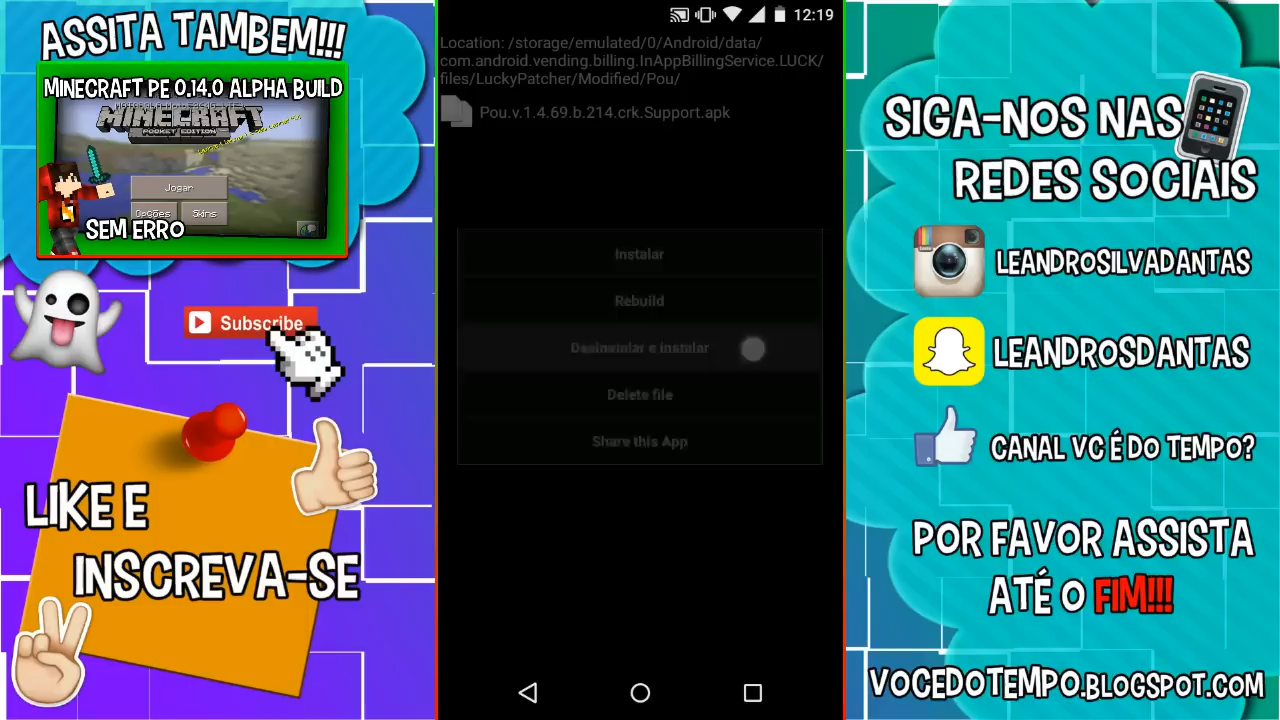 ASSITA TAMBEM!!!
MINECRAFT PE 0.14.0 ALPHA BUILD
MINECRAFT
POCKET EDITION
Jogar
Opções
Skins
SEM ERRO
Subscribe
LIKE E
INSCREVA-SE
12:19
Location: /storage/emulated/0/Android/data/
com.android.vending.billing.InAppBillingService.LUCK/
files/LuckyPatcher/Modified/Pou/
Pou.v.1.4.69.b.214.crk.Support.apk
Instalar
Rebuild
Desinstalar e instalar
Delete file
Share this App
SIGA-NOS NAS
REDES SOCIAIS
LEANDROSILVADANTAS
LEANDROSDANTAS
CANAL VC É DO TEMPO?
POR FAVOR ASSISTA
ATÉ O FIM!!!
VOCEDOTEMPO.BLOGSPOT.COM